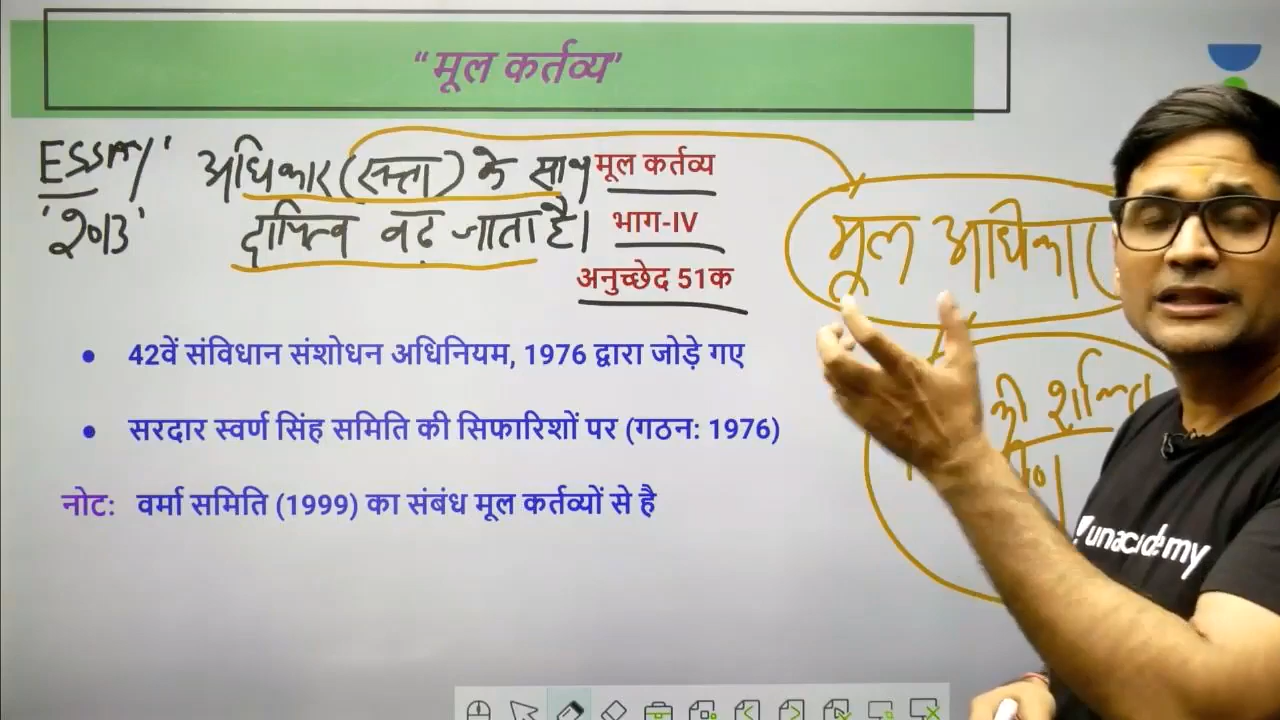 “मूल कर्तव्य”
ESSAY'
'2013'
अधिकार (सत्ता) के साथ
दायित्व बढ़ जाता है।
मूल कर्तव्य
भाग-IV
अनुच्छेद 51क
मूल अधिकार
की शक्ति
• 42वें संविधान संशोधन अधिनियम, 1976 द्वारा जोड़े गए
• सरदार स्वर्ण सिंह समिति की सिफारिशों पर (गठन: 1976)
नोट: वर्मा समिति (1999) का संबंध मूल कर्तव्यों से है
unacademy